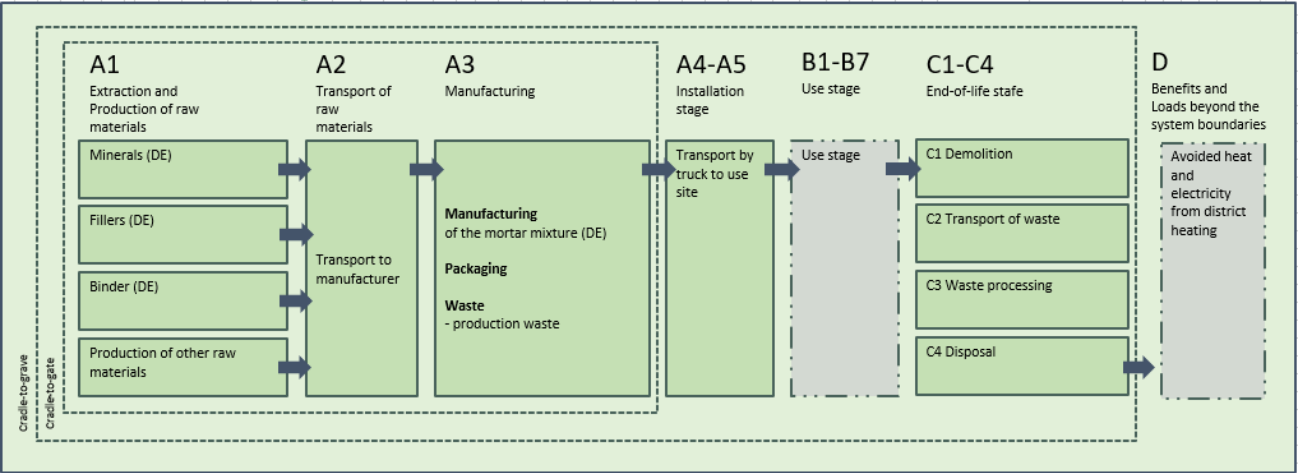 A1
Extraction and
Production of raw
materials
Minerals (DE)
Fillers (DE)
Binder (DE)
Production of other raw
materials
A2
Transport of
raw
materials
Transport to
manufacturer
A3
Manufacturing
Manufacturing
of the mortar mixture (DE)
Packaging
Waste
- production waste
A4-A5
Installation
stage
Transport by
truck to use
site
B1-B7
Use stage
Use stage
C1-C4
End-of-life stafe
C1 Demolition
C2 Transport of waste
C3 Waste processing
C4 Disposal
D
Benefits and
Loads beyond the
system boundaries
Avoided heat
and
electricity
from district
heating
Cradle-to-grave
Cradle-to-gate